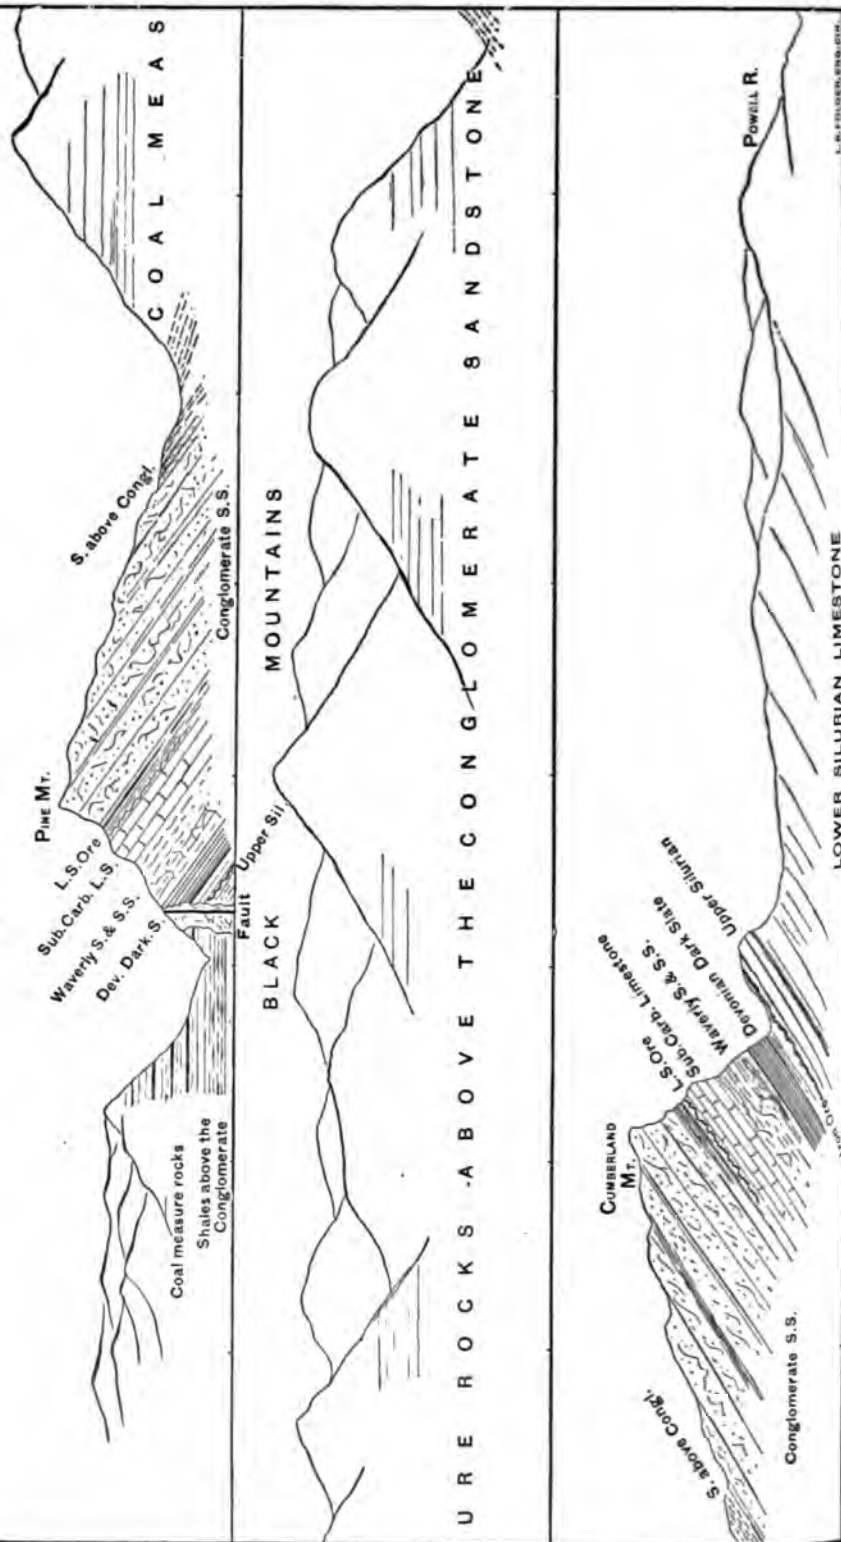 Coal measure rocks
Shales above the
Conglomerate
PINE MT.
L.S.Ore
Sub.Carb. L.S.
Waverly S.& S.S.
Dev. Dark. S.
Fault
Upper Sil.
Conglomerate S.S.
S. above Congl.
COAL MEAS
BLACK MOUNTAINS
URE ROCKS ABOVE THE CONGLOMERATE SANDSTONE
S. above Congl.
Conglomerate S.S.
CUMBERLAND
MT.
L.S.Ore
Sub.Carb. Limestone
Waverly S.& S.S.
Devonian Dark Slate
Upper Silurian
Ore
LOWER SILURIAN LIMESTONE
POWELL R.